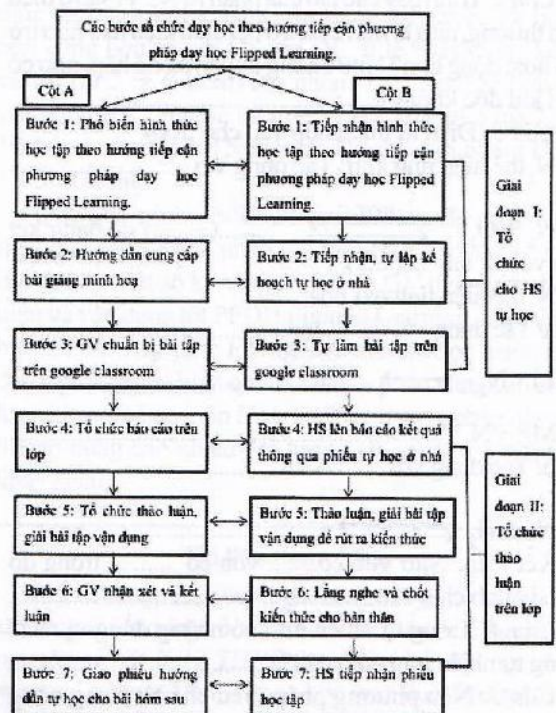 Các bước tổ chức dạy học theo hướng tiếp cận phương
pháp dạy học Flipped Learning.
Cột A
Cột B
Bước 1: Phổ biến hình thức
học tập theo hướng tiếp cận
phương pháp dạy học
Flipped Learning.
Bước 1: Tiếp nhận hình thức
học tập theo hướng tiếp cận
phương pháp dạy học Flipped
Learning.
Bước 2: Hướng dẫn cung cấp
bài giảng minh hoạ
Bước 2: Tiếp nhận, tự lập kế
hoạch tự học ở nhà
Bước 3: GV chuẩn bị bài tập
trên google classroom
Bước 3: Tự làm bài tập trên
google classroom
Giai
đoạn I:
Tổ
chức
cho HS
tự học
Bước 4: Tổ chức báo cáo trên
lớp
Bước 4: HS lên báo cáo kết quả
thông qua phiếu tự học ở nhà
Bước 5: Tổ chức thảo luận,
giải bài tập vận dụng
Bước 5: Thảo luận, giải bài tập
vận dụng để rút ra kiến thức
Bước 6: GV nhận xét và kết
luận
Bước 6: Lắng nghe và chốt
kiến thức cho bản thân
Bước 7; Giao phiếu hướng
dẫn tự học cho bài hôm sau
Bước 7: HS tiếp nhận phiếu
học tập
Giai
đoạn II:
Tổ
chức
thảo
luận
trên lớp